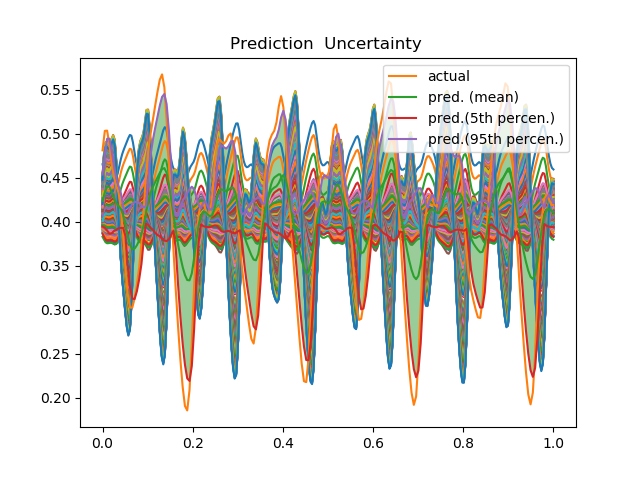 Prediction  Uncertainty
actual
pred. (mean)
pred.(5th percen.)
pred.(95th percen.)
0.55
0.50
0.45
0.40
0.35
0.30
0.25
0.20
0.0 0.2 0.4 0.6 0.8 1.0